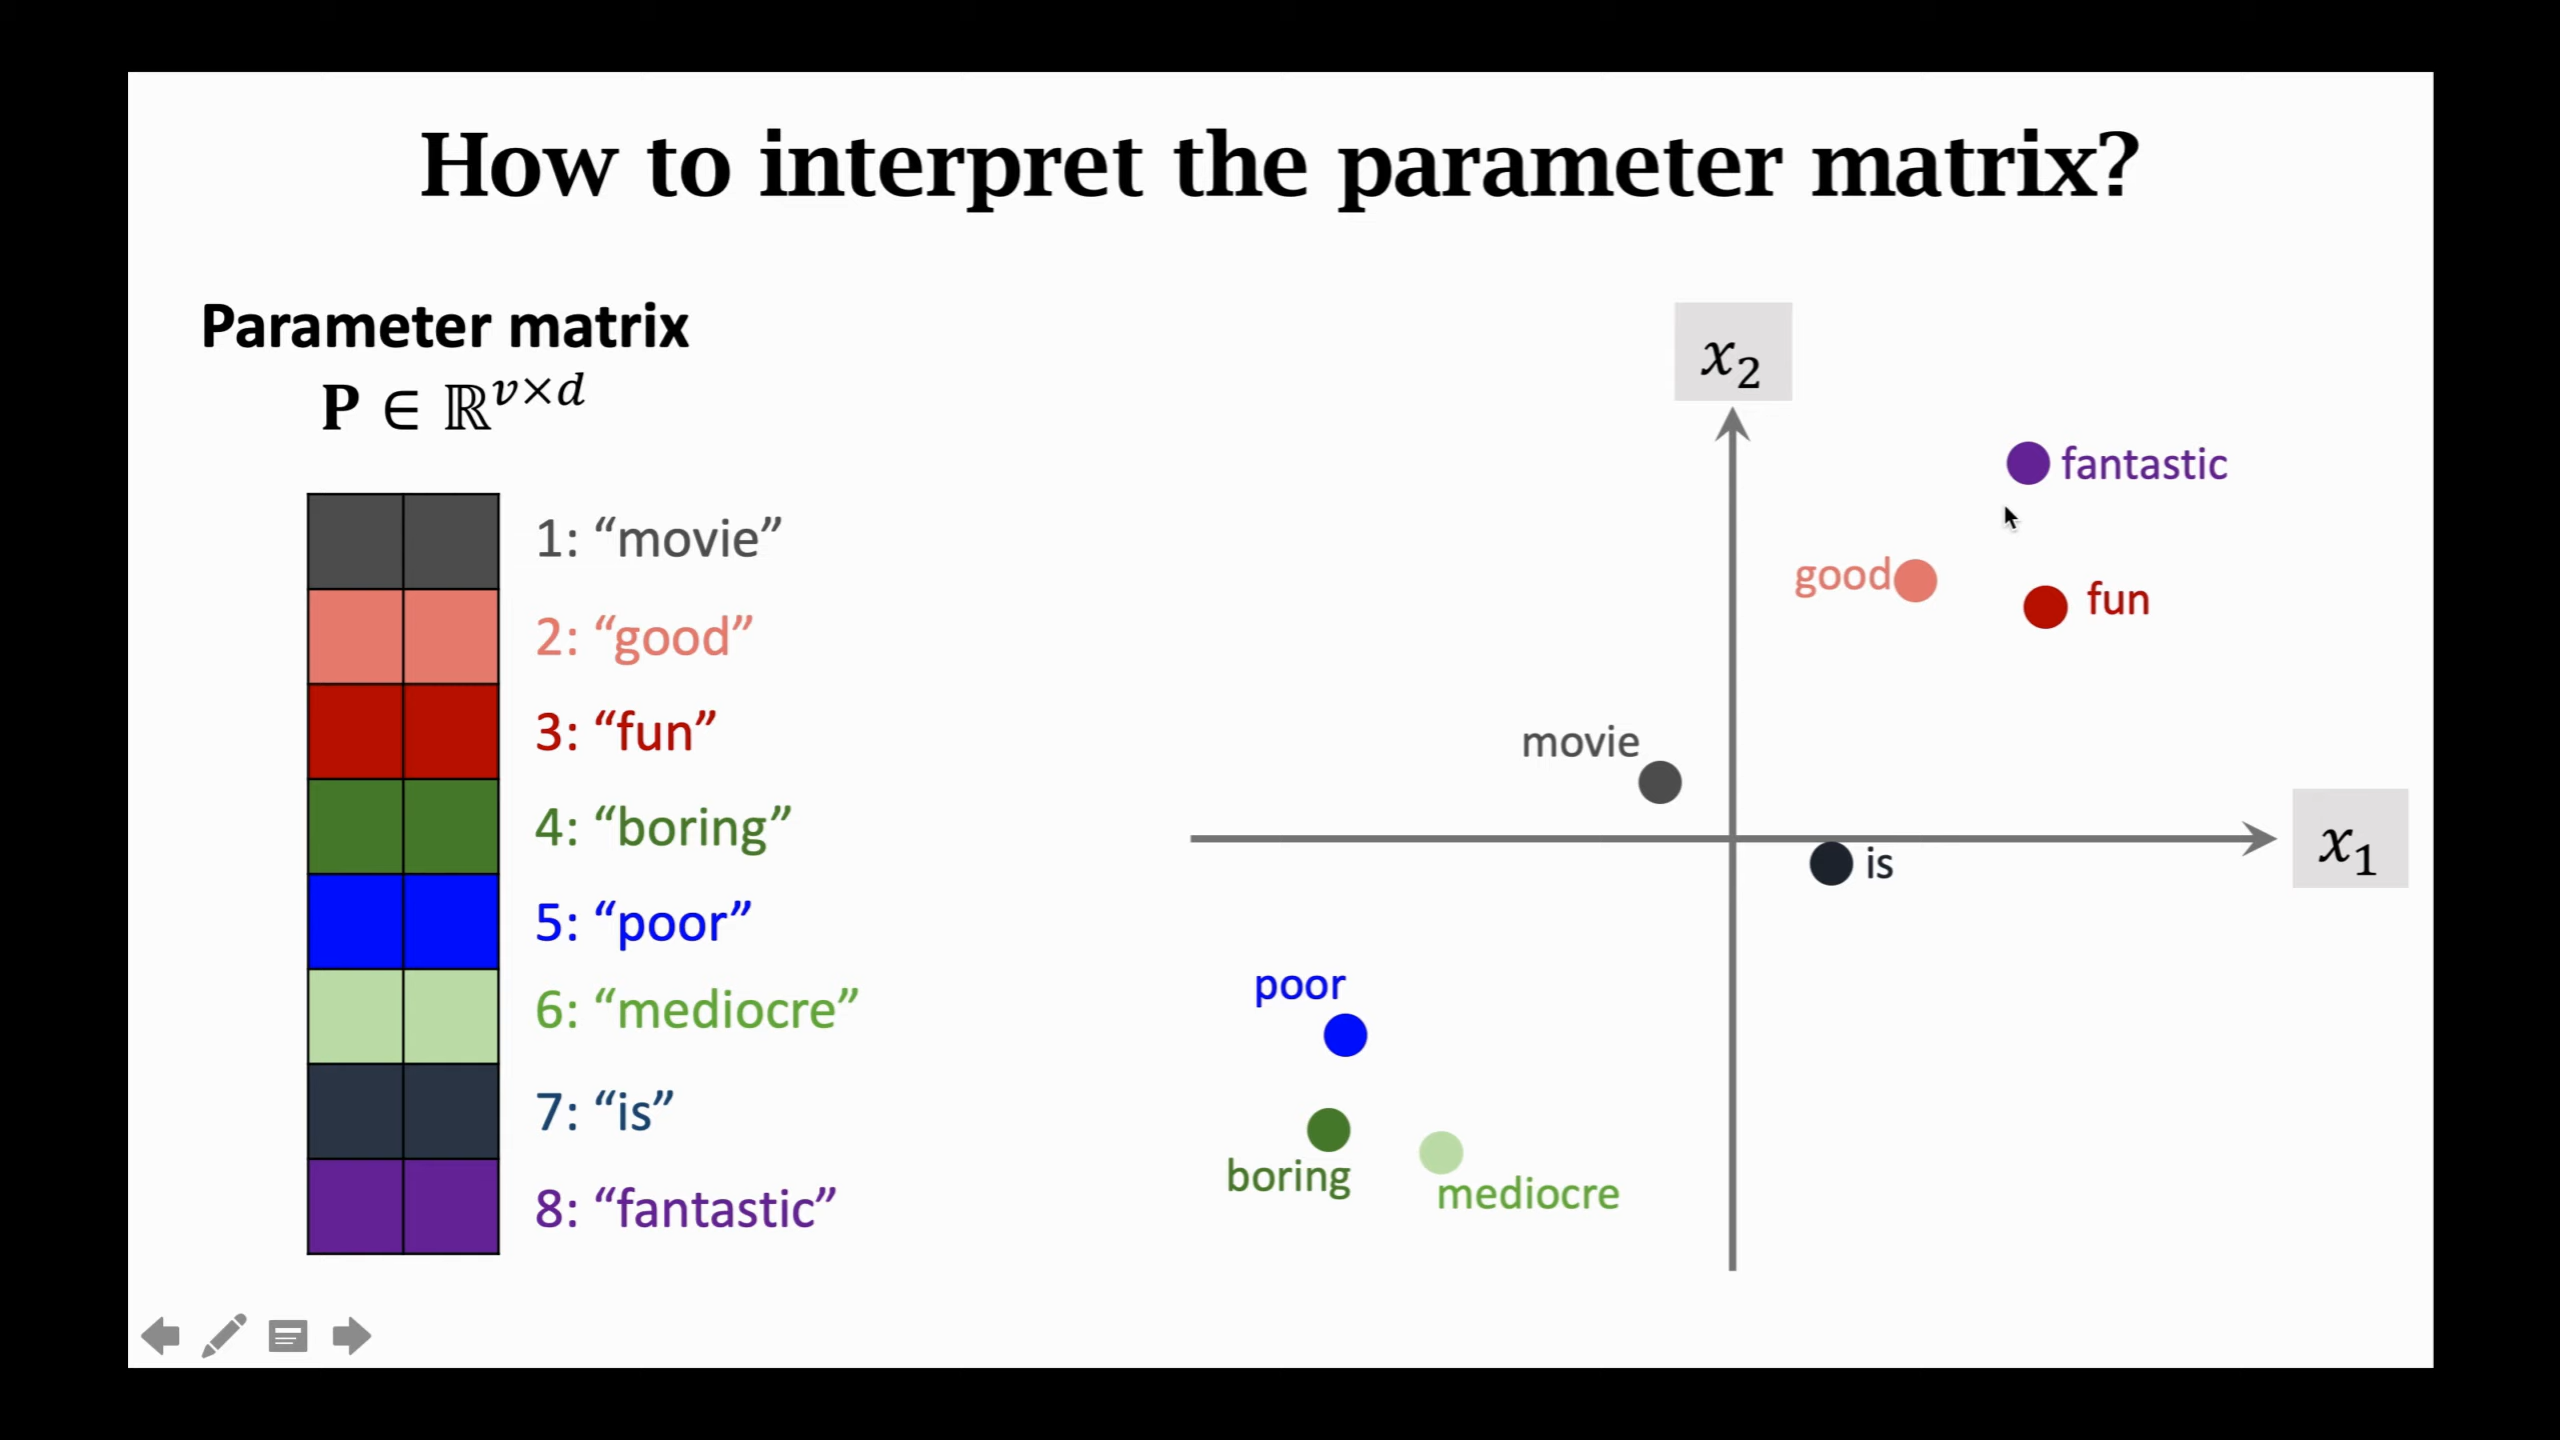 How to interpret the parameter matrix?
Parameter matrix
P ∈ ℝ^{v×d}
1: “movie”
2: “good”
3: “fun”
4: “boring”
5: “poor”
6: “mediocre”
7: “is”
8: “fantastic”
x₂
fantastic
good
fun
movie
x₁
is
poor
boring
mediocre